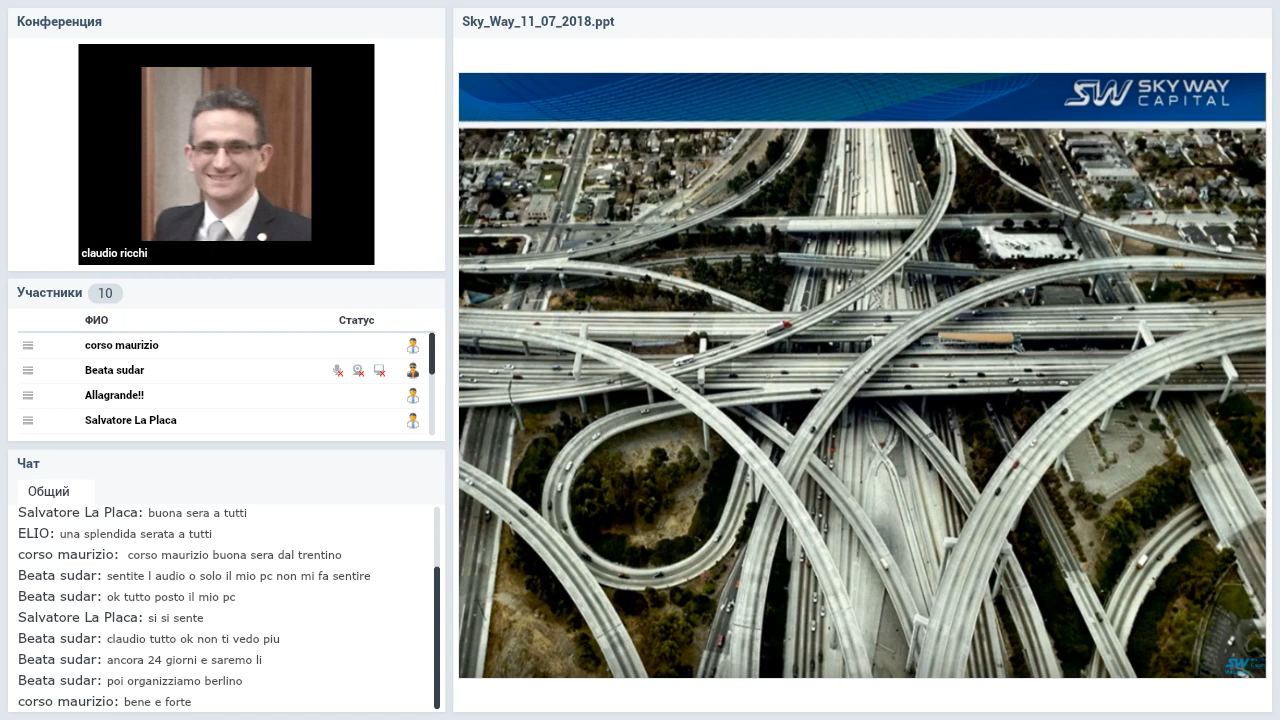 Конференция
claudio ricchi
Участники 10
ФИО Статус
corso maurizio
Beata sudar
Allagrande!!
Salvatore La Placa
Чат
Общий
Salvatore La Placa: buona sera a tutti
ELIO: una splendida serata a tutti
corso maurizio: corso maurizio buona sera dal trentino
Beata sudar: sentite l audio o solo il mio pc non mi fa sentire
Beata sudar: ok tutto posto il mio pc
Salvatore La Placa: si si sente
Beata sudar: claudio tutto ok non ti vedo piu
Beata sudar: ancora 24 giorni e saremo li
Beata sudar: poi organizziamo berlino
corso maurizio: bene e forte
Sky_Way_11_07_2018.ppt
SW SKY WAY
CAPITAL
SW